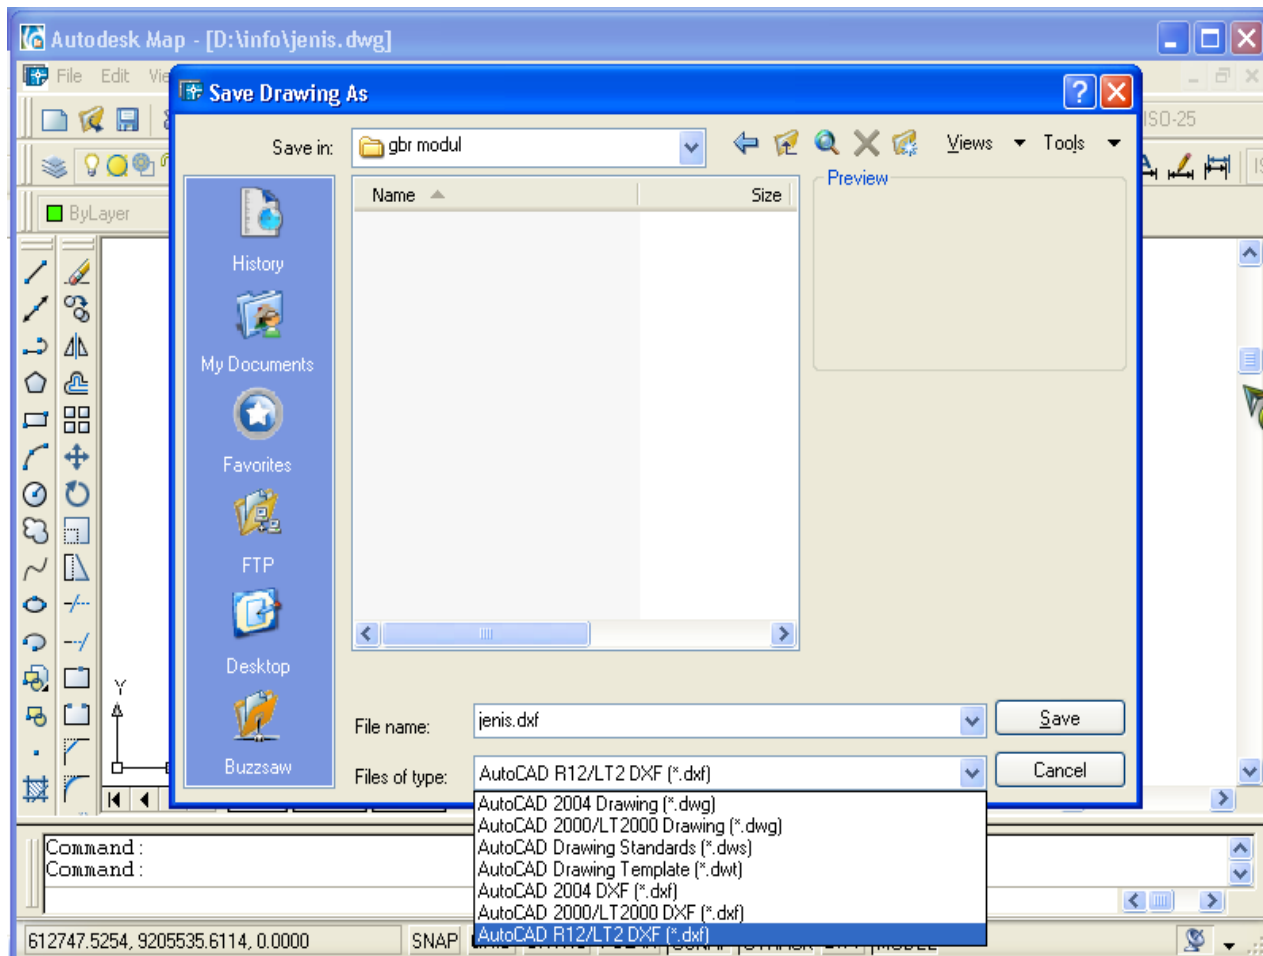 Autodesk Map - [D:\info\jenis.dwg]
File Edit
Save Drawing As
ISO-25
Save in: gbr modul
Views Tools
Preview
Name Size
ByLayer
History
My Documents
Favorites
FTP
Desktop
Buzzsaw
Y
File name: jenis.dxf Save
Files of type: AutoCAD R12/LT2 DXF (*.dxf) Cancel
AutoCAD 2004 Drawing (*.dwg)
AutoCAD 2000/LT2000 Drawing (*.dwg)
AutoCAD Drawing Standards (*.dws)
AutoCAD Drawing Template (*.dwt)
AutoCAD 2004 DXF (*.dxf)
AutoCAD 2000/LT2000 DXF (*.dxf)
AutoCAD R12/LT2 DXF (*.dxf)
Command:
Command:
612747.5254, 9205535.6114, 0.0000 SNAP